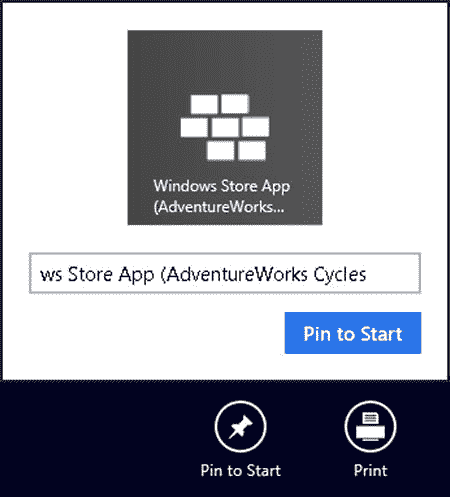 Windows Store App
(AdventureWorks...
ws Store App (AdventureWorks Cycles
Pin to Start
Pin to Start
Print